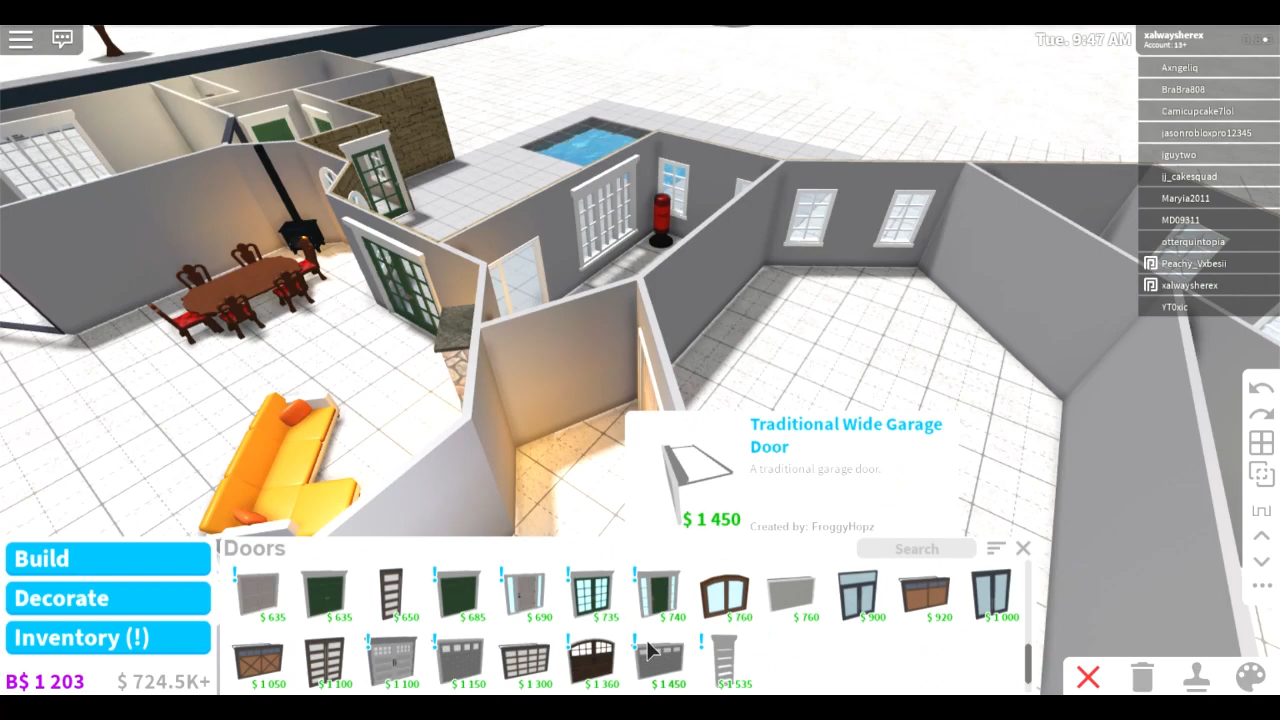 Tue. 9:47 AM
xalwaysherex
Account: 13+
Axngeliq
BraBra808
Camicupcake7lol
jasonrobloxpro12345
jguytwo
jj_cakesquad
Maryia2011
MD09311
otterquintopia
Peachy_Vxbesii
xalwaysherex
YT0xic
Traditional Wide Garage
Door
A traditional garage door.
$ 1 450
Created by: FroggyHopz
Build
Decorate
Inventory (!)
B$ 1 203
$ 724.5K+
Doors
Search
$ 635
$ 635
$ 650
$ 685
$ 690
$ 735
$ 740
$ 760
$ 760
$ 900
$ 920
$ 1 000
$ 1 050
$ 1 100
$ 1 100
$ 1 150
$ 1 300
$ 1 360
$ 1 450
$ 1 535